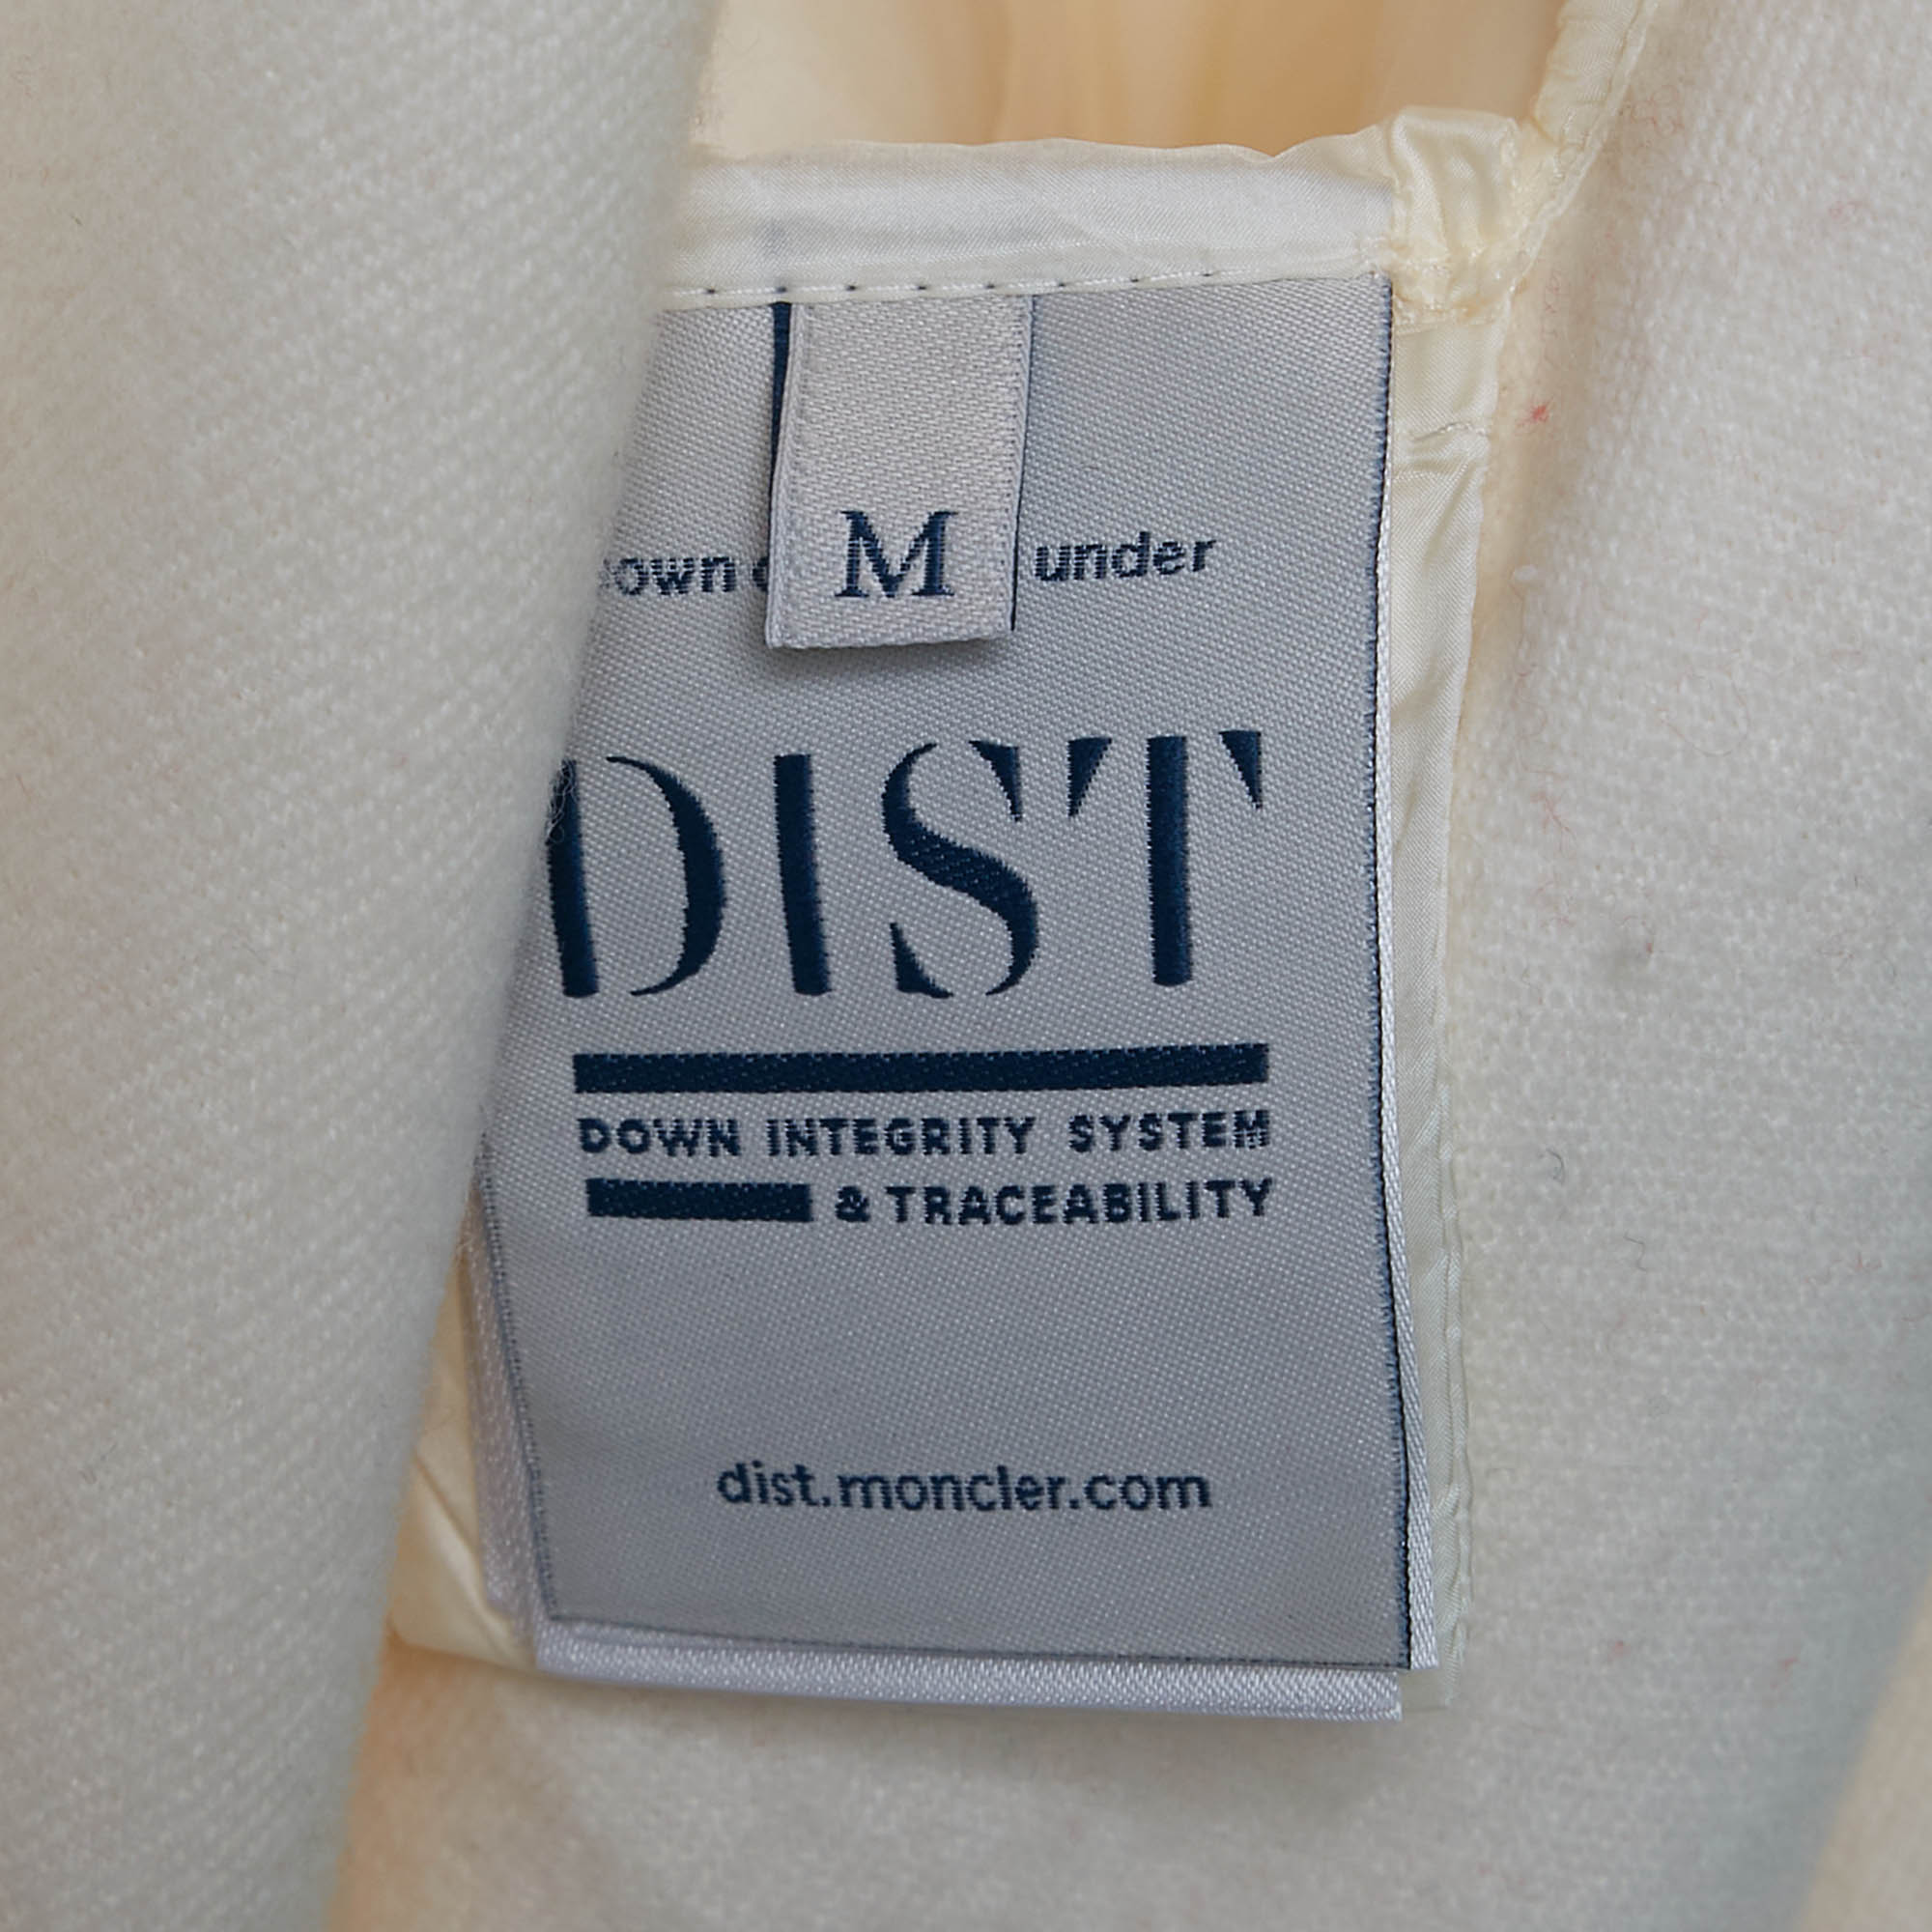 M
under
DIST
DOWN INTEGRITY SYSTEM
& TRACEABILITY
dist.moncler.com